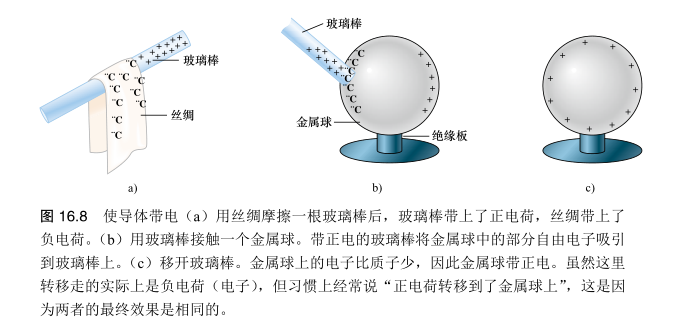 玻璃棒
丝绸
a)
玻璃棒
金属球
绝缘板
b)
c)
图 16.8 使导体带电（a）用丝绸摩擦一根玻璃棒后，玻璃棒带上了正电荷，丝绸带上了
负电荷。（b）用玻璃棒接触一个金属球。带正电的玻璃棒将金属球中的部分自由电子吸引
到玻璃棒上。（c）移开玻璃棒。金属球上的电子比质子少，因此金属球带正电。虽然这里
转移走的实际上是负电荷（电子），但习惯上经常说“正电荷转移到了金属球上”，这是因
为两者的最终效果是相同的。